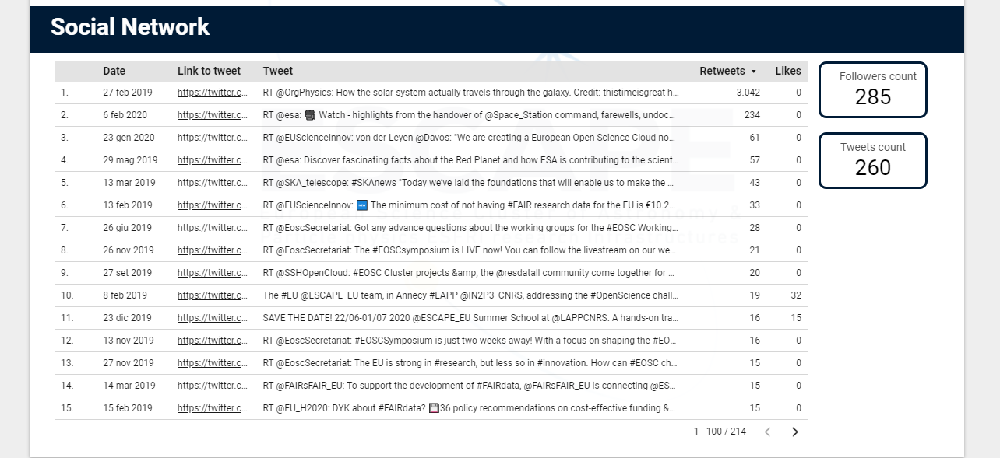 Social Network
Date Link to tweet Tweet Retweets Likes
1. 27 feb 2019 https://twitter.c... RT @OrgPhysics: How the solar system actually travels through the galaxy. Credit: thistimeisgreat h... 3.042 0
2. 6 feb 2020 https://twitter.c... RT @esa: 🎥 Watch - highlights from the handover of @Space_Station command, farewells, undoc... 234 0
3. 23 gen 2020 https://twitter.c... RT @EUScienceInnov: von der Leyen @Davos: "We are creating a European Open Science Cloud no... 61 0
4. 29 mag 2019 https://twitter.c... RT @esa: Discover fascinating facts about the Red Planet and how ESA is contributing to the scient... 57 0
5. 13 mar 2019 https://twitter.c... RT @SKA_telescope: #SKAnews "Today we've laid the foundations that will enable us to make the ... 43 0
6. 13 feb 2019 https://twitter.c... RT @EUScienceInnov: 🆕 The minimum cost of not having #FAIR research data for the EU is €10.2... 33 0
7. 26 giu 2019 https://twitter.c... RT @EoscSecretariat: Got any advance questions about the working groups for the #EOSC Working... 28 0
8. 26 nov 2019 https://twitter.c... RT @EoscSecretariat: The #EOSCsymposium is LIVE now! You can follow the livestream on our we... 21 0
9. 27 set 2019 https://twitter.c... RT @SSHOpenCloud: #EOSC Cluster projects &amp; the @resdatall community come together for ... 20 0
10. 8 feb 2019 https://twitter.c... The #EU @ESCAPE_EU team, in Annecy #LAPP @IN2P3_CNRS, addressing the #OpenScience chall... 19 32
11. 23 dic 2019 https://twitter.c... SAVE THE DATE! 22/06-01/07 2020 @ESCAPE_EU Summer School at @LAPPCNRS. A hands-on tra... 16 15
12. 13 nov 2019 https://twitter.c... RT @EoscSecretariat: #EOSCSymposium is just two weeks away! With a focus on shaping the #EO... 16 0
13. 27 nov 2019 https://twitter.c... RT @EoscSecretariat: The EU is strong in #research, but less so in #innovation. How can #EOSC ch... 15 0
14. 14 mar 2019 https://twitter.c... RT @FAIRsFAIR_EU: To support the development of #FAIRdata, @FAIRsFAIR_EU is connecting @ES... 15 0
15. 15 feb 2019 https://twitter.c... RT @EU_H2020: DYK about #FAIRdata? 💾36 policy recommendations on cost-effective funding &... 15 0
1 - 100 / 214
Followers count
285
Tweets count
260
ESCAPE